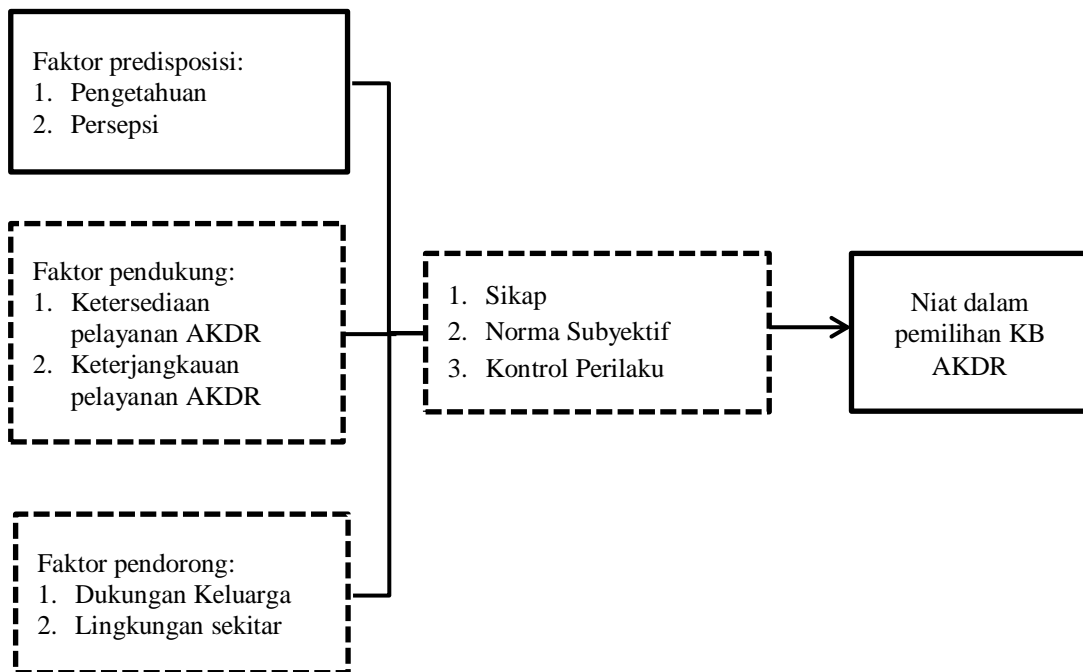 Faktor predisposisi:
1. Pengetahuan
2. Persepsi
Faktor pendukung:
1. Ketersediaan
pelayanan AKDR
2. Keterjangkauan
pelayanan AKDR
Faktor pendorong:
1. Dukungan Keluarga
2. Lingkungan sekitar
1. Sikap
2. Norma Subyektif
3. Kontrol Perilaku
Niat dalam
pemilihan KB
AKDR